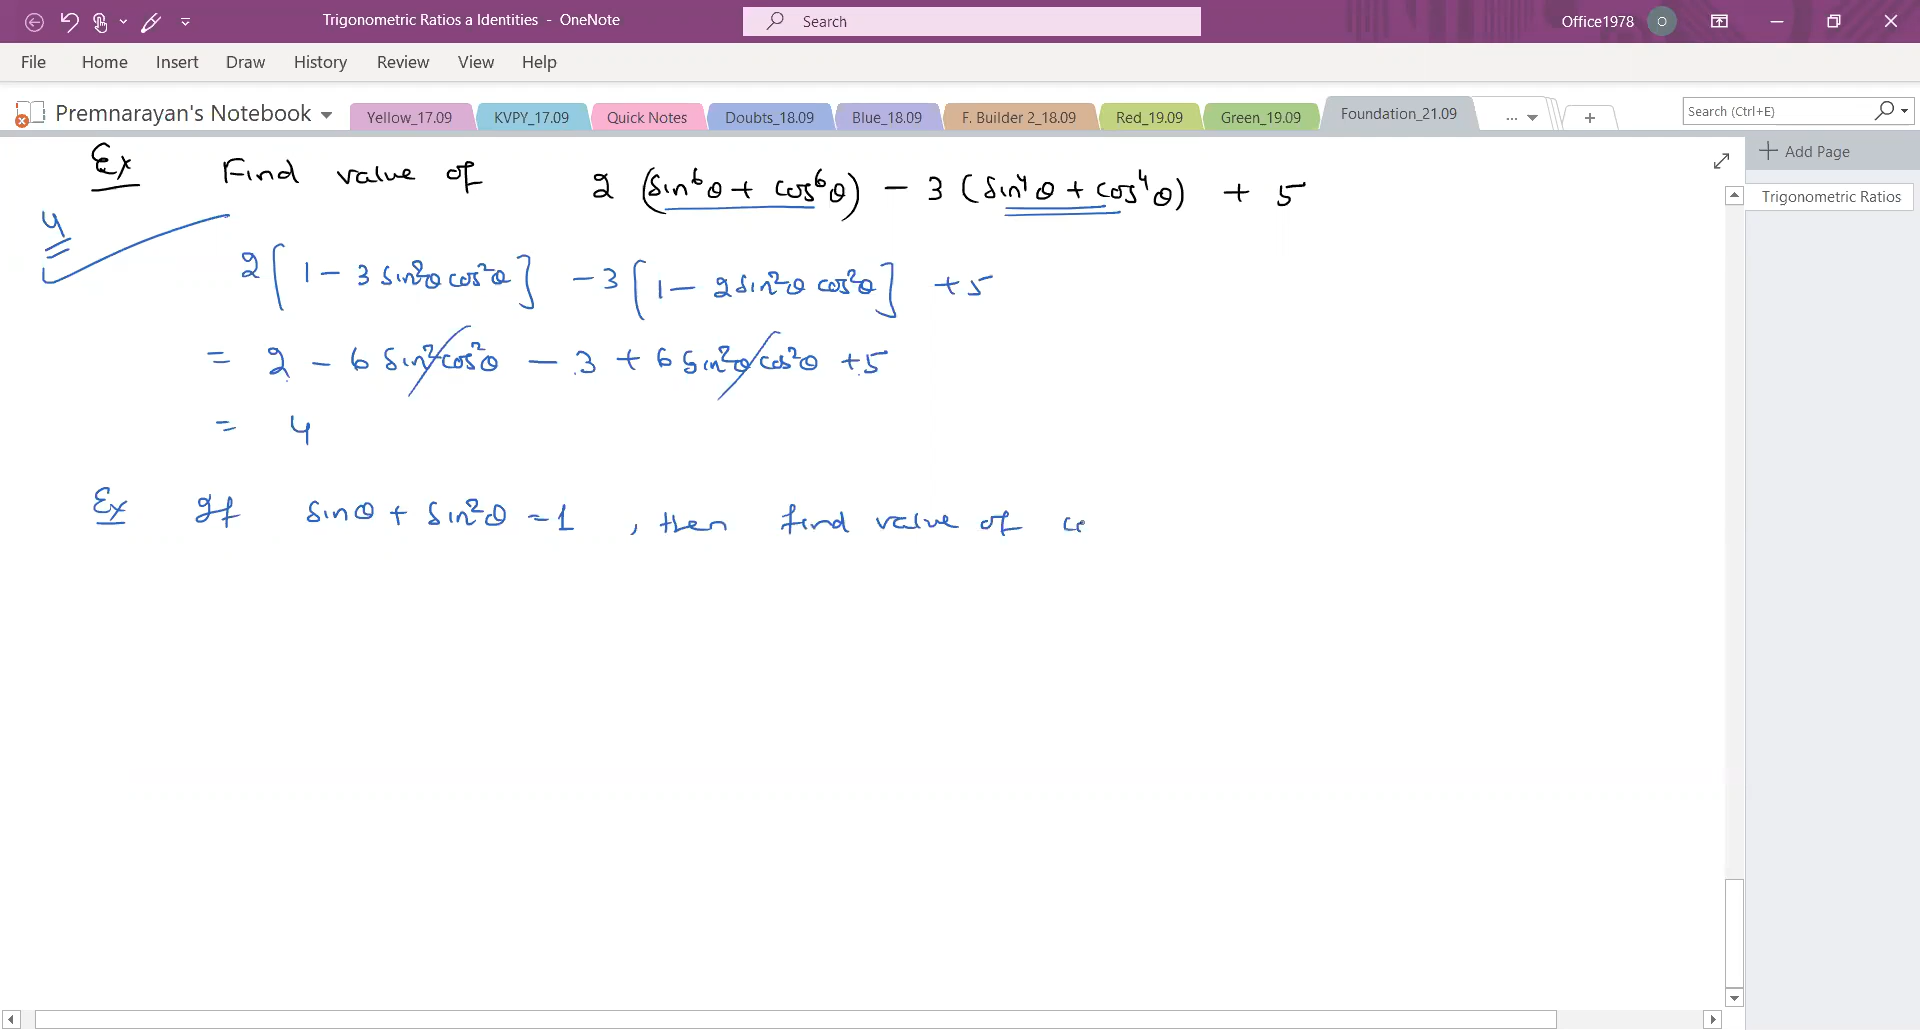 Trigonometric Ratios a Identities - OneNote
Search
Office1978
O
File Home Insert Draw History Review View Help
Premnarayan's Notebook
Yellow_17.09 KVPY_17.09 Quick Notes Doubts_18.09 Blue_18.09 F. Builder 2_18.09 Red_19.09 Green_19.09 Foundation_21.09 ... +
Search (Ctrl+E)
Add Page
Trigonometric Ratios
Ex Find value of 2 (sin⁶θ + cos⁶θ) - 3 (sin⁴θ + cos⁴θ) + 5
4
2 [1 - 3 sin²θ cos²θ] - 3 [1 - 2 sin²θ cos²θ] + 5
= 2 - 6 sin²cos²θ - 3 + 6 sin²θ cos²θ + 5
= 4
Ex If sinθ + sin²θ = 1 , then find value of